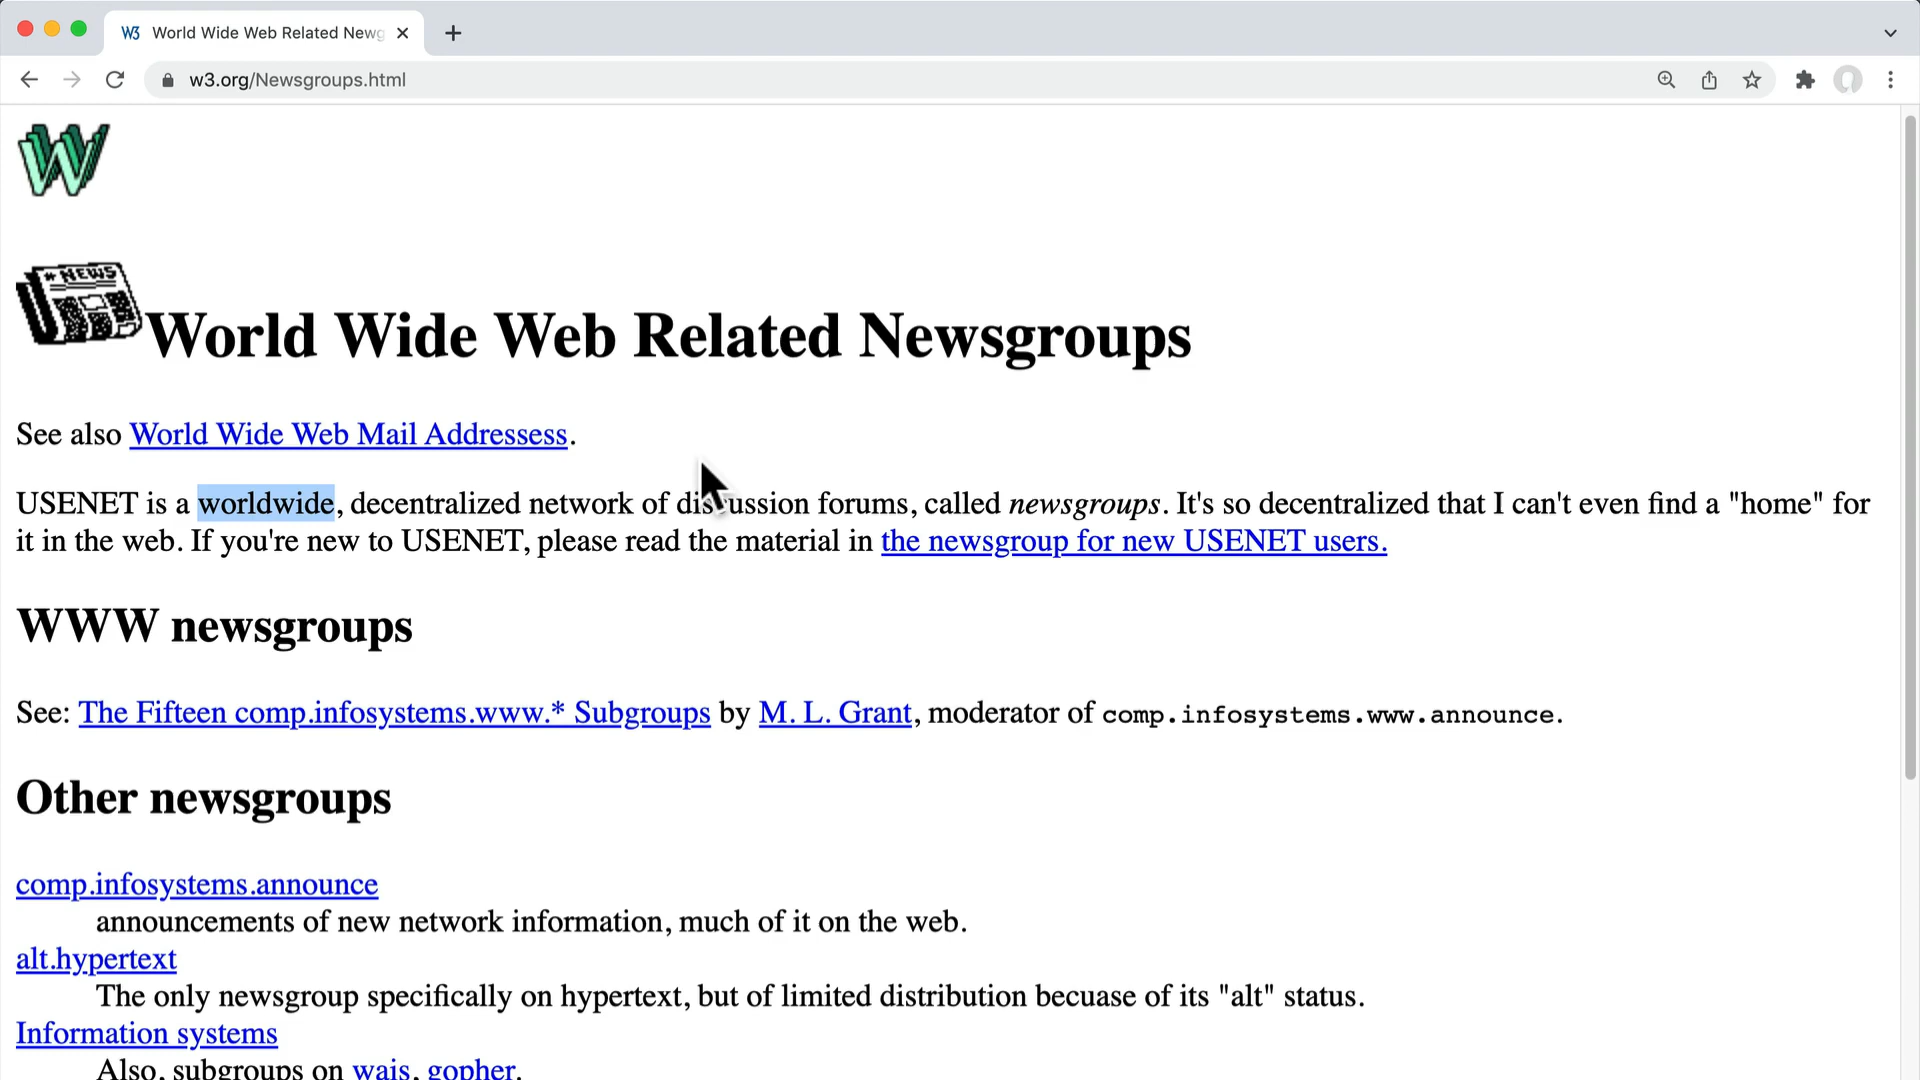 W3 World Wide Web Related Newg
w3.org/Newsgroups.html
W
NEWS
World Wide Web Related Newsgroups
See also World Wide Web Mail Addressess.
USENET is a worldwide, decentralized network of discussion forums, called newsgroups. It's so decentralized that I can't even find a "home" for
it in the web. If you're new to USENET, please read the material in the newsgroup for new USENET users.
WWW newsgroups
See: The Fifteen comp.infosystems.www.* Subgroups by M. L. Grant, moderator of comp.infosystems.www.announce.
Other newsgroups
comp.infosystems.announce
announcements of new network information, much of it on the web.
alt.hypertext
The only newsgroup specifically on hypertext, but of limited distribution becuase of its "alt" status.
Information systems
Also, subgroups on wais, gopher.